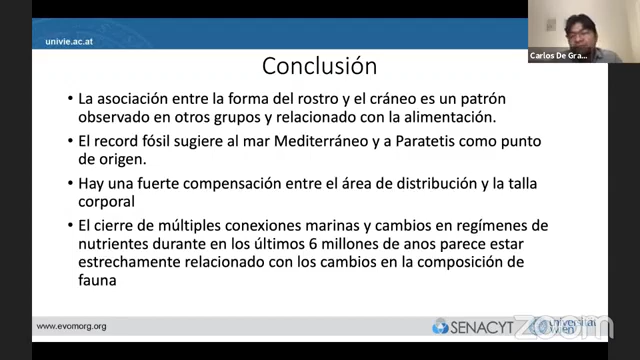 univie.ac.at
Carlos De Gra...
Conclusión
• La asociación entre la forma del rostro y el cráneo es un patrón
observado en otros grupos y relacionado con la alimentación.
• El record fósil sugiere al mar Mediterráneo y a Paratetis como punto
de origen.
• Hay una fuerte compensación entre el área de distribución y la talla
corporal
• El cierre de múltiples conexiones marinas y cambios en regímenes de
nutrientes durante en los últimos 6 millones de anos parece estar
estrechamente relacionado con los cambios en la composición de
fauna
www.evomorg.org
SENACYT
universität
wien
zoom